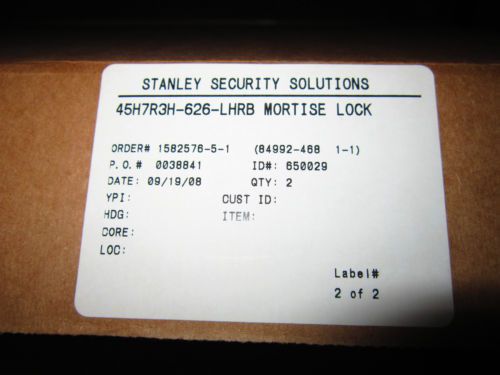 STANLEY SECURITY SOLUTIONS
45H7R3H-626-LHRB MORTISE LOCK
ORDER# 1582576-5-1 (84992-468 1-1)
P.O.# 0038841 ID#: 650029
DATE: 09/19/08 QTY: 2
YPI: CUST ID:
HDG: ITEM:
CORE:
LOC:
Label#
2 of 2